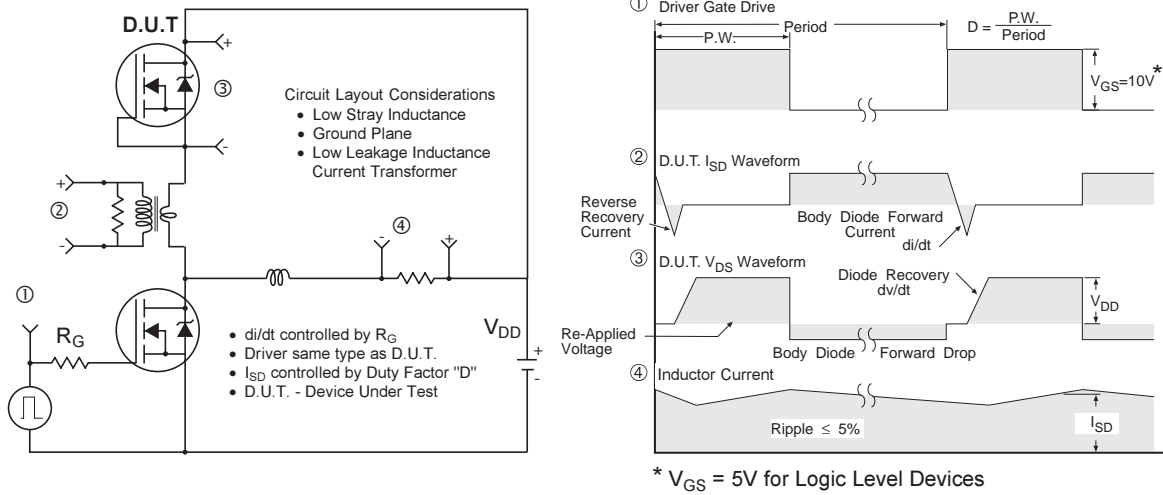 D.U.T
+
③
-
Circuit Layout Considerations
• Low Stray Inductance
• Ground Plane
• Low Leakage Inductance
Current Transformer
+
②
-
④
-
+
①
R_G
V_DD
+
-
• di/dt controlled by R_G
• Driver same type as D.U.T.
• I_SD controlled by Duty Factor "D"
• D.U.T. - Device Under Test
① Driver Gate Drive
Period
P.W.
D = P.W.
Period
V_GS=10V*
② D.U.T. I_SD Waveform
Reverse
Recovery
Current
Body Diode Forward
Current
di/dt
③ D.U.T. V_DS Waveform
Diode Recovery
dv/dt
V_DD
Re-Applied
Voltage
Body Diode
Forward Drop
④ Inductor Current
Ripple ≤ 5%
I_SD
* V_GS = 5V for Logic Level Devices